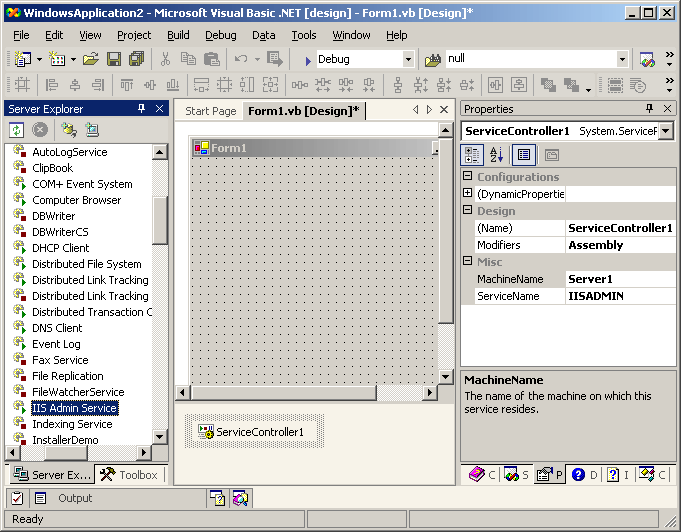 WindowsApplication2 - Microsoft Visual Basic .NET [design] - Form1.vb [Design]*
File Edit View Project Build Debug Data Tools Window Help
Debug null
Server Explorer
AutoLogService
ClipBook
COM+ Event System
Computer Browser
DBWriter
DBWriterCS
DHCP Client
Distributed File System
Distributed Link Tracking
Distributed Link Tracking
Distributed Transaction C
DNS Client
Event Log
Fax Service
File Replication
FileWatcherService
IIS Admin Service
Indexing Service
InstallerDemo
Server Ex... Toolbox
Start Page Form1.vb [Design]*
Form1
ServiceController1
Properties
ServiceController1 System.ServiceP
Configurations
(DynamicPropertie
Design
(Name) ServiceController1
Modifiers Assembly
Misc
MachineName Server1
ServiceName IISADMIN
MachineName
The name of the machine on which this
service resides.
C S P D I C
Output
Ready